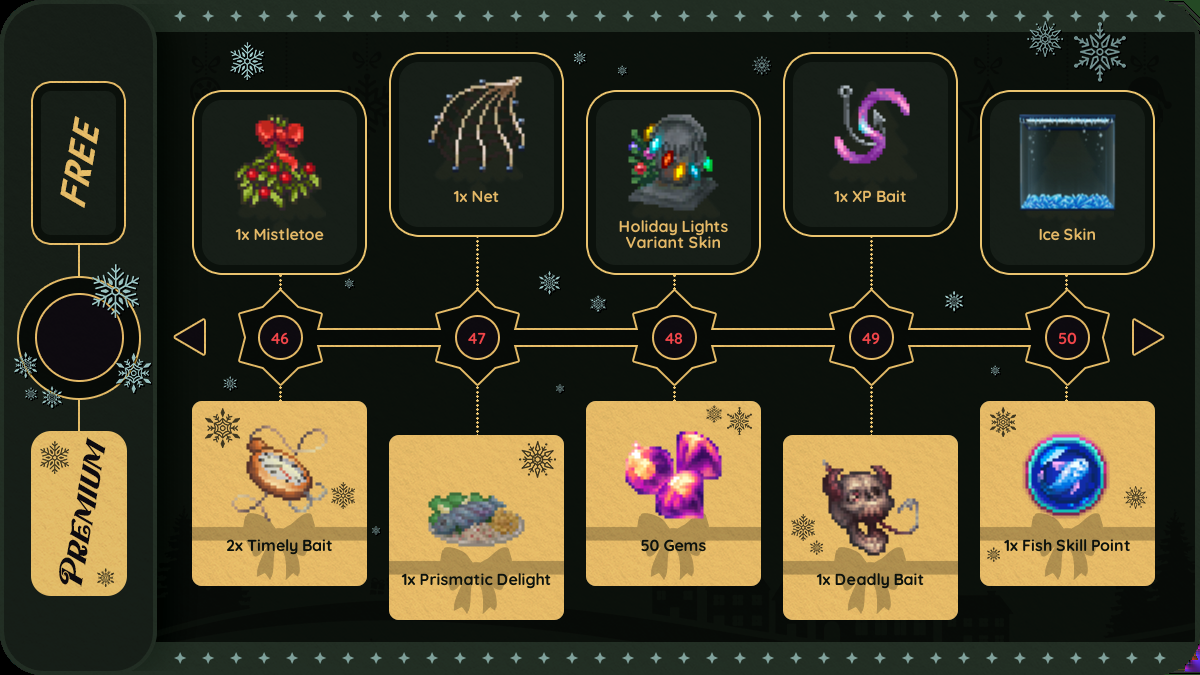 FREE
1x Mistletoe
1x Net
Holiday Lights
Variant Skin
1x XP Bait
Ice Skin
46
47
48
49
50
PREMIUM
2x Timely Bait
1x Prismatic Delight
50 Gems
1x Deadly Bait
1x Fish Skill Point